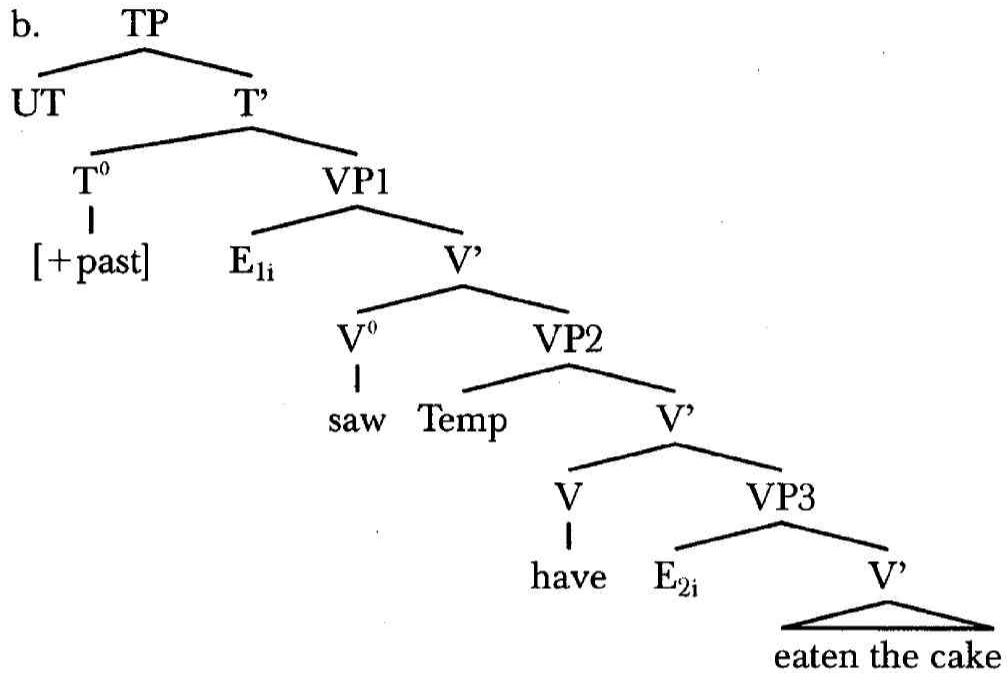 b. TP
UT T’
T⁰ VP1
[+past] E₁ᵢ V’
V⁰ VP2
saw Temp V’
V VP3
have E₂ᵢ V’
eaten the cake